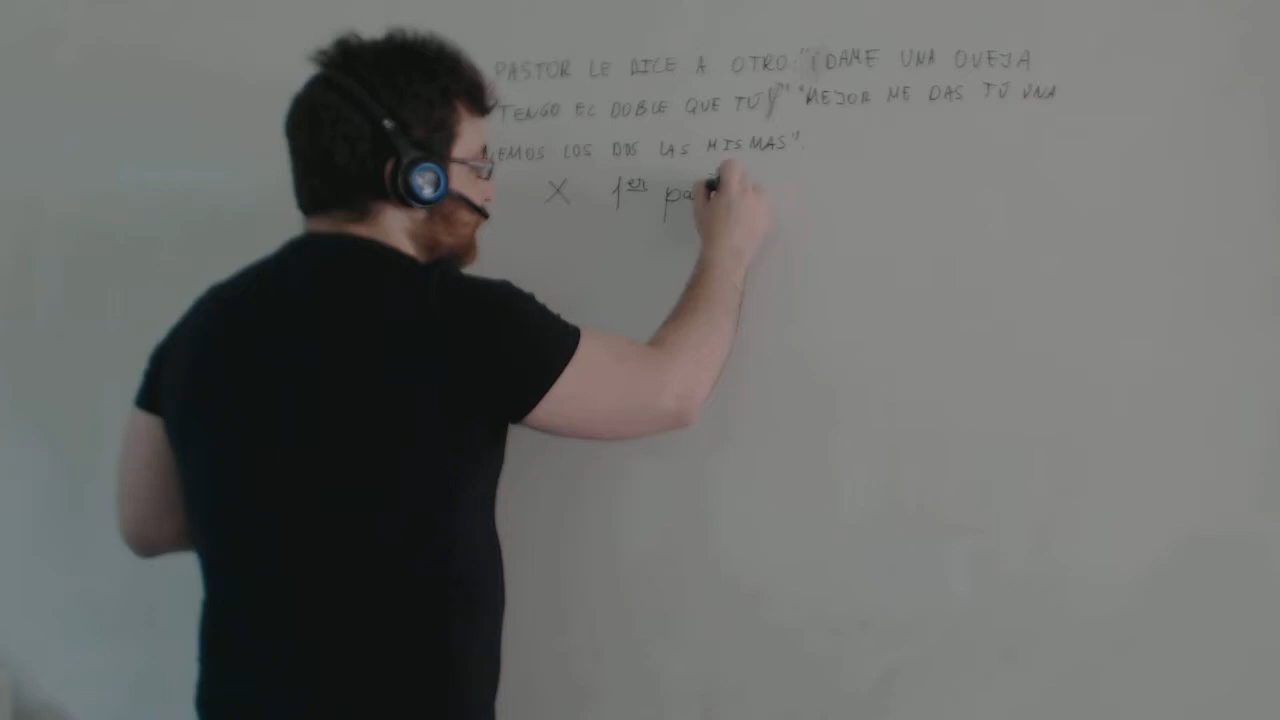 PASTOR LE DICE A OTRO "¡DAME UNA OVEJA
TENGO EL DOBLE QUE TÚ" "MEJOR ME DAS TÚ UNA
LOS DOS LAS MISMAS".
X 1er pa